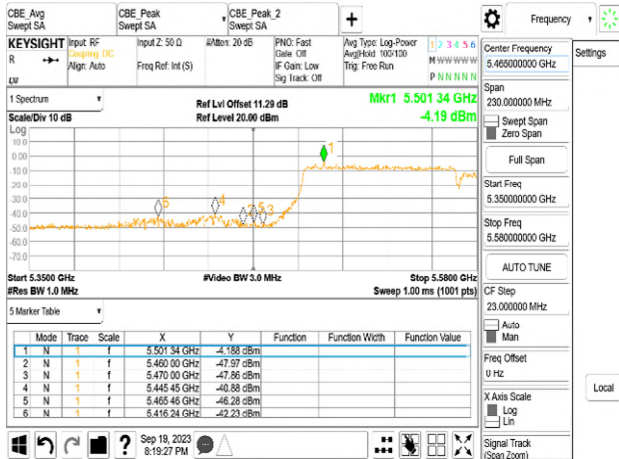 CBE_Avg
Swept SA
CBE_Peak
Swept SA
CBE_Peak_2
Swept SA
Frequency
KEYSIGHT
R
Input: RF
Coupling: DC
Align: Auto
Input Z: 50 Ω
Freq Ref: Int (S)
#Atten: 20 dB
PNO: Fast
Gate: Off
IF Gain: Low
Sig Track: Off
Avg Type: Log-Power
Avg|Hold: 100/100
Trig: Free Run
1 2 3 4 5 6
M W W W W W
P N N N N N
1 Spectrum
Scale/Div 10 dB
Ref Lvl Offset 11.29 dB
Ref Level 20.00 dBm
Mkr1 5.501 34 GHz
-4.19 dBm
Log
10.0
0.00
-10.0
-20.0
-30.0
-40.0
-50.0
-60.0
-70.0
Start 5.3500 GHz
#Res BW 1.0 MHz
#Video BW 3.0 MHz
Stop 5.5800 GHz
Sweep 1.00 ms (1001 pts)
5 Marker Table
Mode Trace Scale X Y Function Function Width Function Value
1 N 1 f 5.501 34 GHz -4.188 dBm
2 N 1 f 5.460 00 GHz -47.97 dBm
3 N 1 f 5.470 00 GHz -47.86 dBm
4 N 1 f 5.445 45 GHz -40.88 dBm
5 N 1 f 5.465 46 GHz -46.28 dBm
6 N 1 f 5.416 24 GHz -42.23 dBm
Sep 19, 2023
8:19:27 PM
Center Frequency
5.465000000 GHz
Span
230.000000 MHz
Swept Span
Zero Span
Full Span
Start Freq
5.350000000 GHz
Stop Freq
5.580000000 GHz
AUTO TUNE
CF Step
23.000000 MHz
Auto
Man
Freq Offset
0 Hz
X Axis Scale
Log
Lin
Signal Track
(Span Zoom)
Settings
Local